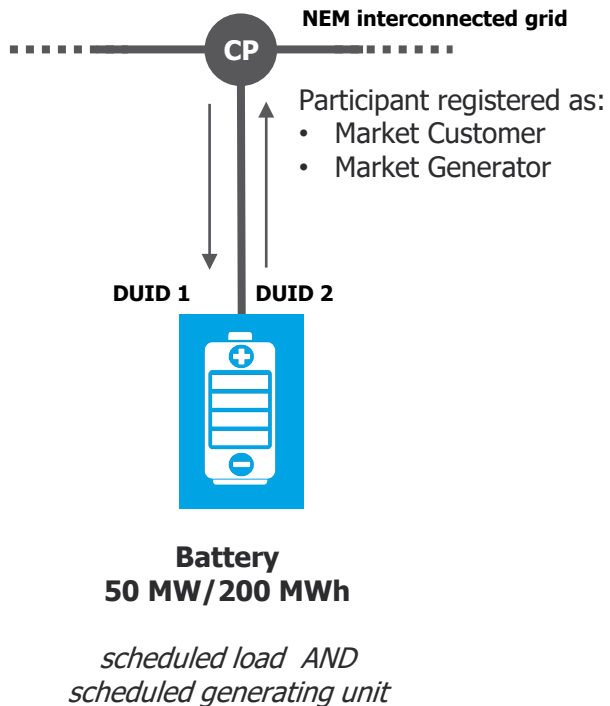 NEM interconnected grid
CP
Participant registered as:
• Market Customer
• Market Generator
DUID 1 DUID 2
Battery
50 MW/200 MWh
scheduled load AND
scheduled generating unit